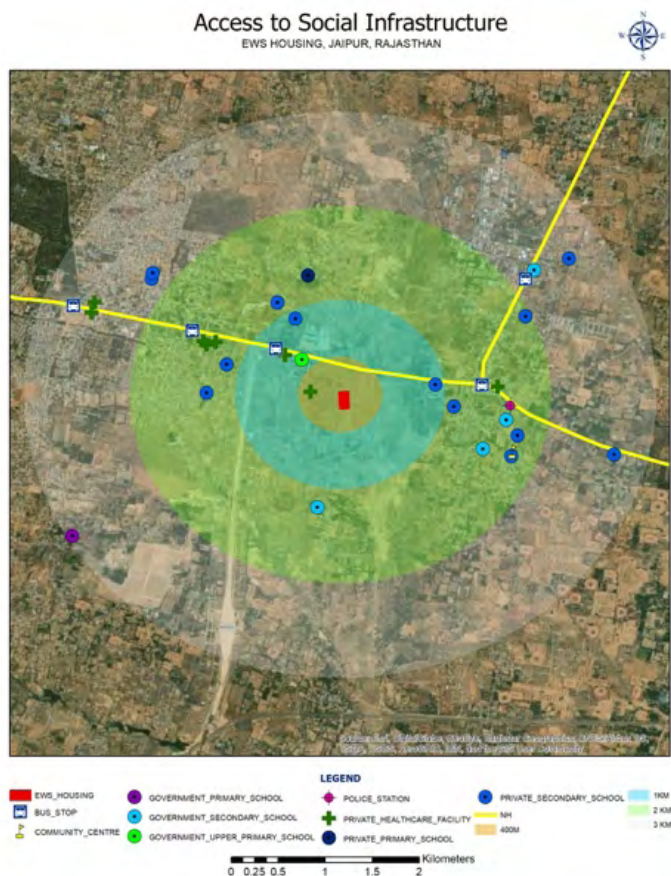 Access to Social Infrastructure
EWS HOUSING, JAIPUR, RAJASTHAN
N
W E
S
LEGEND
EWS_HOUSING
BUS_STOP
COMMUNITY_CENTRE
GOVERNMENT_PRIMARY_SCHOOL
GOVERNMENT_SECONDARY_SCHOOL
GOVERNMENT_UPPER_PRIMARY_SCHOOL
POLICE_STATION
PRIVATE_HEALTHCARE_FACILITY
PRIVATE_PRIMARY_SCHOOL
PRIVATE_SECONDARY_SCHOOL
NH
400M
1KM
2 KM
3 KM
Kilometers
0 0.25 0.5 1 1.5 2